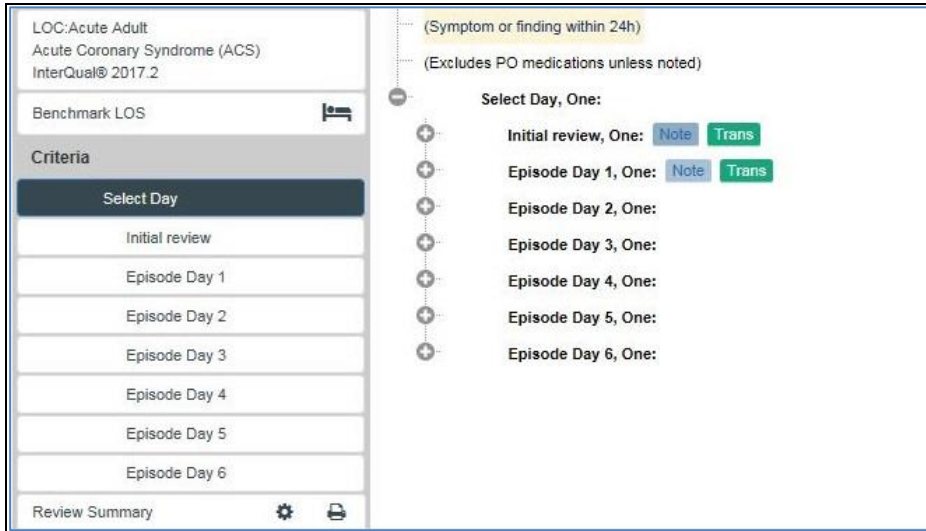 LOC:Acute Adult
Acute Coronary Syndrome (ACS)
InterQual® 2017.2
Benchmark LOS
Criteria
Select Day
Initial review
Episode Day 1
Episode Day 2
Episode Day 3
Episode Day 4
Episode Day 5
Episode Day 6
Review Summary
(Symptom or finding within 24h)
(Excludes PO medications unless noted)
Select Day, One:
Initial review, One: Note Trans
Episode Day 1, One: Note Trans
Episode Day 2, One:
Episode Day 3, One:
Episode Day 4, One:
Episode Day 5, One:
Episode Day 6, One: